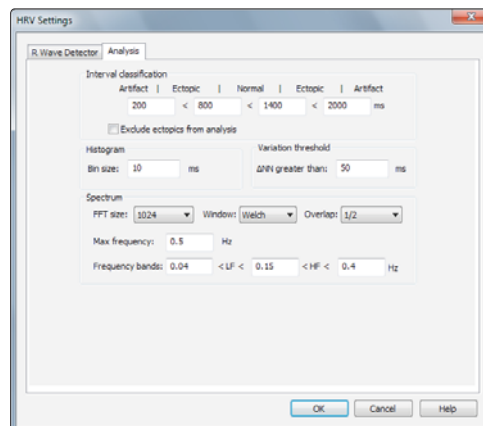 HRV Settings
R Wave Detector Analysis
Interval classification
Artifact | Ectopic | Normal | Ectopic | Artifact
200 < 800 < 1400 < 2000 ms
Exclude ectopics from analysis
Histogram
Bin size: 10 ms
Variation threshold
ΔNN greater than: 50 ms
Spectrum
FFT size: 1024 Window: Welch Overlap: 1/2
Max frequency: 0.5 Hz
Frequency bands: 0.04 < LF < 0.15 < HF < 0.4 Hz
OK Cancel Help